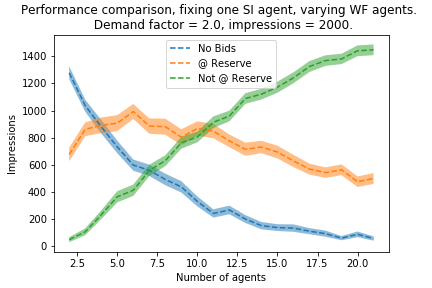 Performance comparison, fixing one SI agent, varying WF agents.
Demand factor = 2.0, impressions = 2000.
No Bids
@ Reserve
Not @ Reserve
Impressions
1400
1200
1000
800
600
400
200
0
2.5
5.0
7.5
10.0
12.5
15.0
17.5
20.0
Number of agents